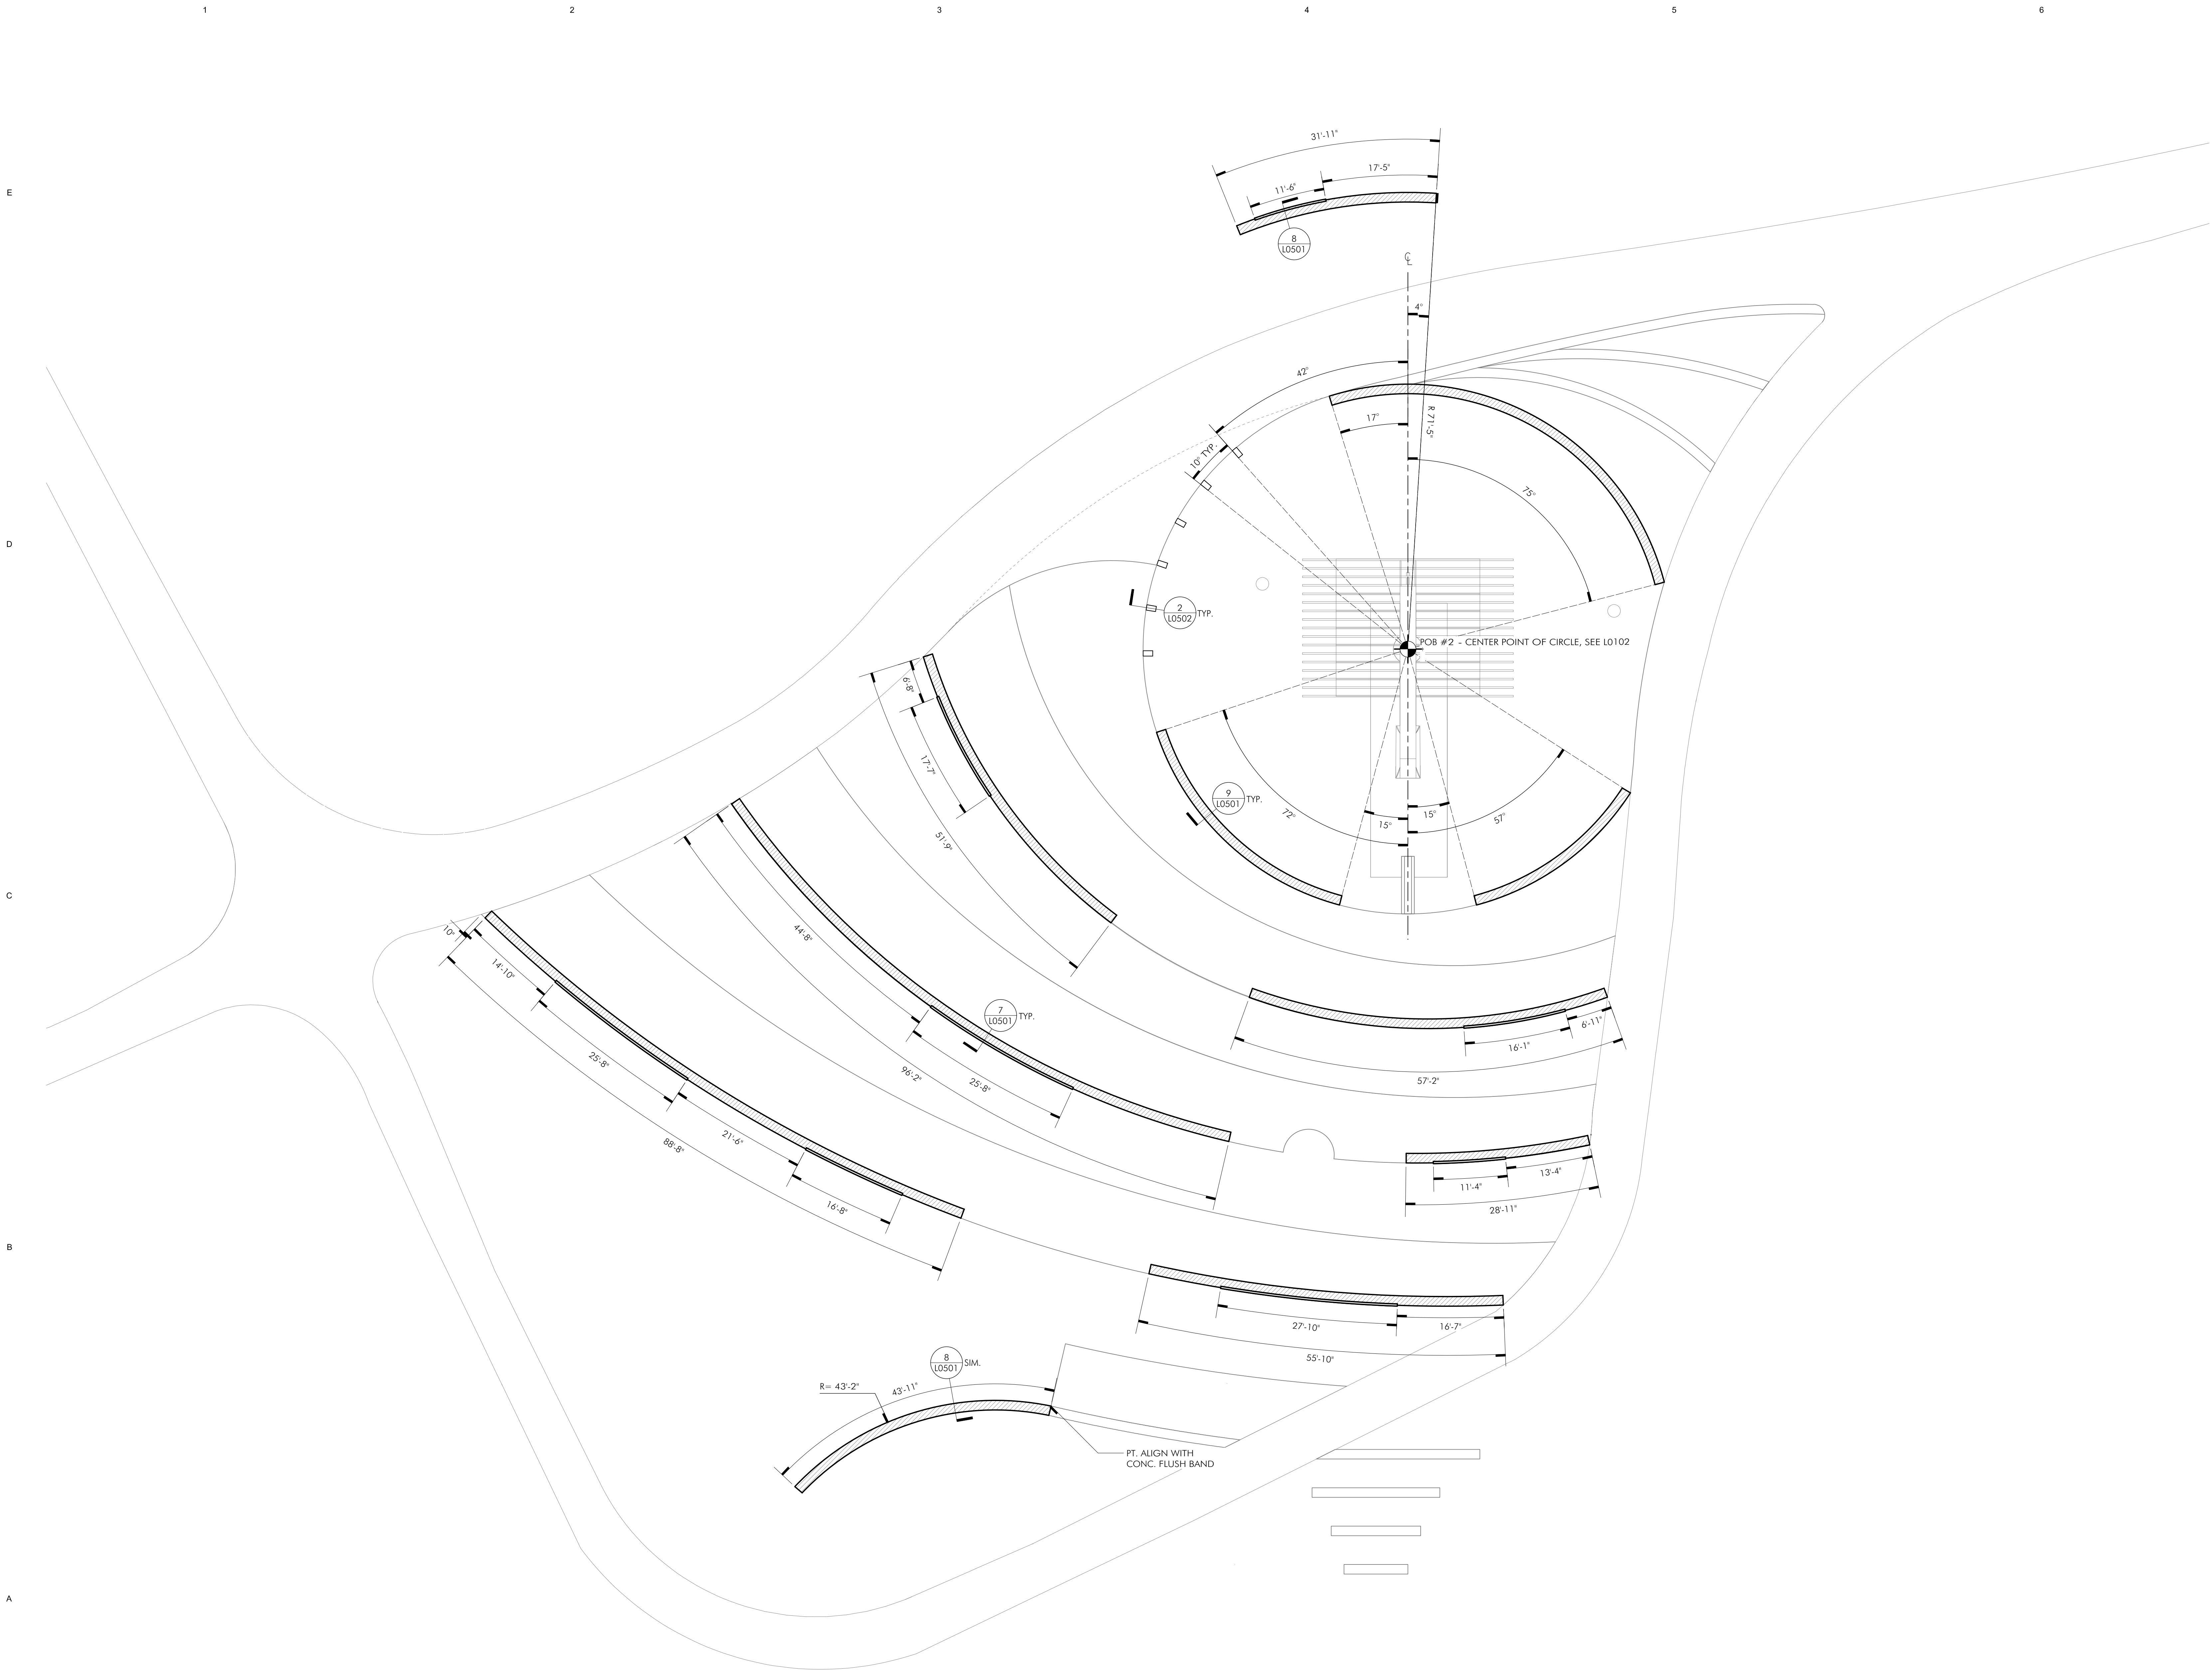 1 2 3 4 5 6
31'-11"
E
17'-5"
11'-6"
8
L0501
CL
4°
42°
R 71'-5"
17°
10° TYP.
75°
D
2
L0502
TYP.
POB #2 - CENTER POINT OF CIRCLE, SEE L0102
6'-8"
17'-7"
9
L0501
TYP.
51'-9"
72°
15°
15°
57°
C
10"
44'-8"
14'-10"
7
L0501
TYP.
6'-11"
16'-1"
25'-8"
96'-2"
25'-8"
57'-2"
21'-6"
88'-8"
13'-4"
11'-4"
16'-8"
28'-11"
B
27'-10"
16'-7"
55'-10"
8
L0501
SIM.
R= 43'-2"
43'-11"
PT. ALIGN WITH
CONC. FLUSH BAND
A